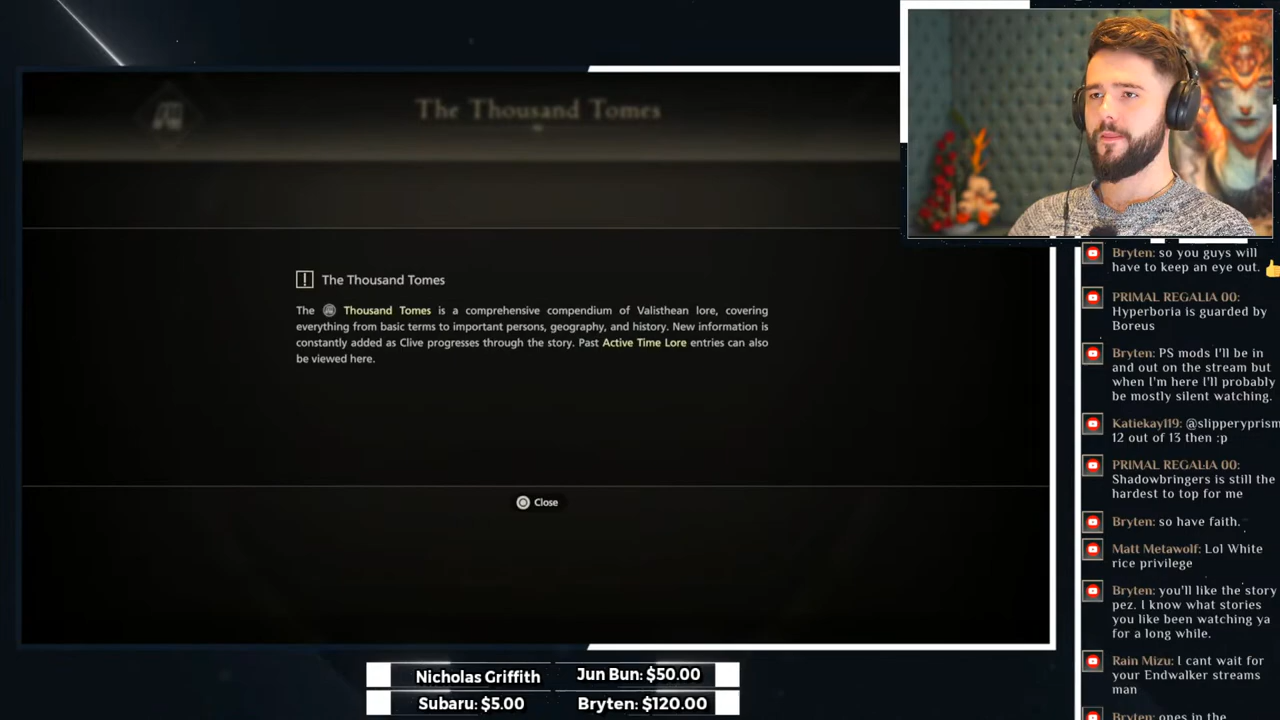 The Thousand Tomes
! The Thousand Tomes
The Thousand Tomes is a comprehensive compendium of Valisthean lore, covering
everything from basic terms to important persons, geography, and history. New information is
constantly added as Clive progresses through the story. Past Active Time Lore entries can also
be viewed here.
Close
Bryten: so you guys will
have to keep an eye out.
PRIMAL REGALIA 00:
Hyperboria is guarded by
Boreus
Bryten: PS mods I'll be in
and out on the stream but
when I'm here I'll probably
be mostly silent watching.
Katiekay119: @slipperyprism
12 out of 13 then :p
PRIMAL REGALIA 00:
Shadowbringers is still the
hardest to top for me
Bryten: so have faith.
Matt Metawolf: Lol White
rice privilege
Bryten: you'll like the story
pez. I know what stories
you like been watching ya
for a long while.
Rain Mizu: I cant wait for
your Endwalker streams
man
Bryten: ones in the
Nicholas Griffith
Jun Bun: $50.00
Subaru: $5.00
Bryten: $120.00